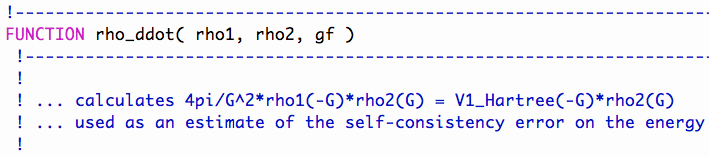 !-----------------------------------------------------------------------
FUNCTION rho_ddot( rho1, rho2, gf )
!----------------------------------------------------------------------
!
! ... calculates 4pi/G^2*rho1(-G)*rho2(G) = V1_Hartree(-G)*rho2(G)
! ... used as an estimate of the self-consistency error on the energy
!